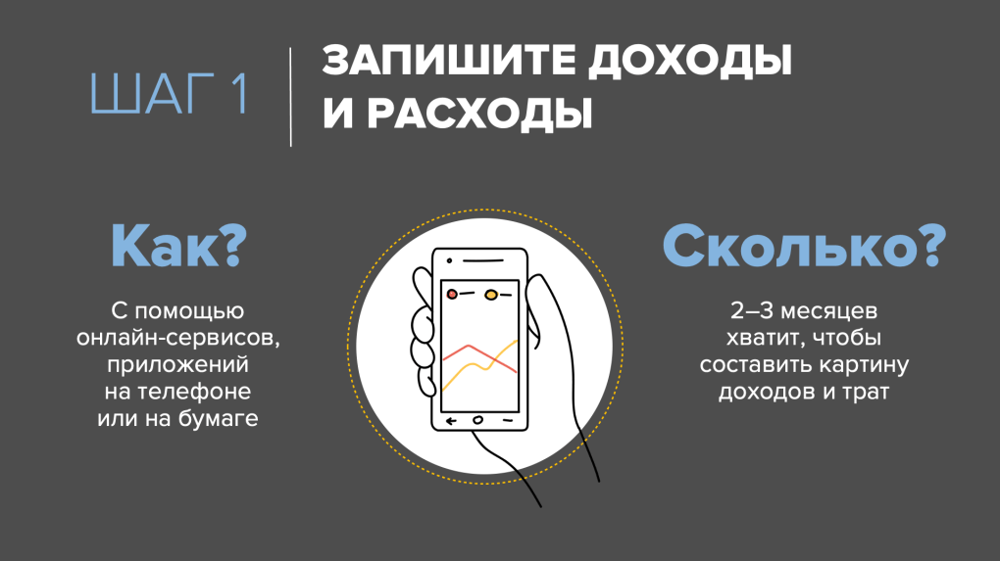 ШАГ 1
ЗАПИШИТЕ ДОХОДЫ
И РАСХОДЫ
Как?
С помощью
онлайн-сервисов,
приложений
на телефоне
или на бумаге
Сколько?
2–3 месяцев
хватит, чтобы
составить картину
доходов и трат